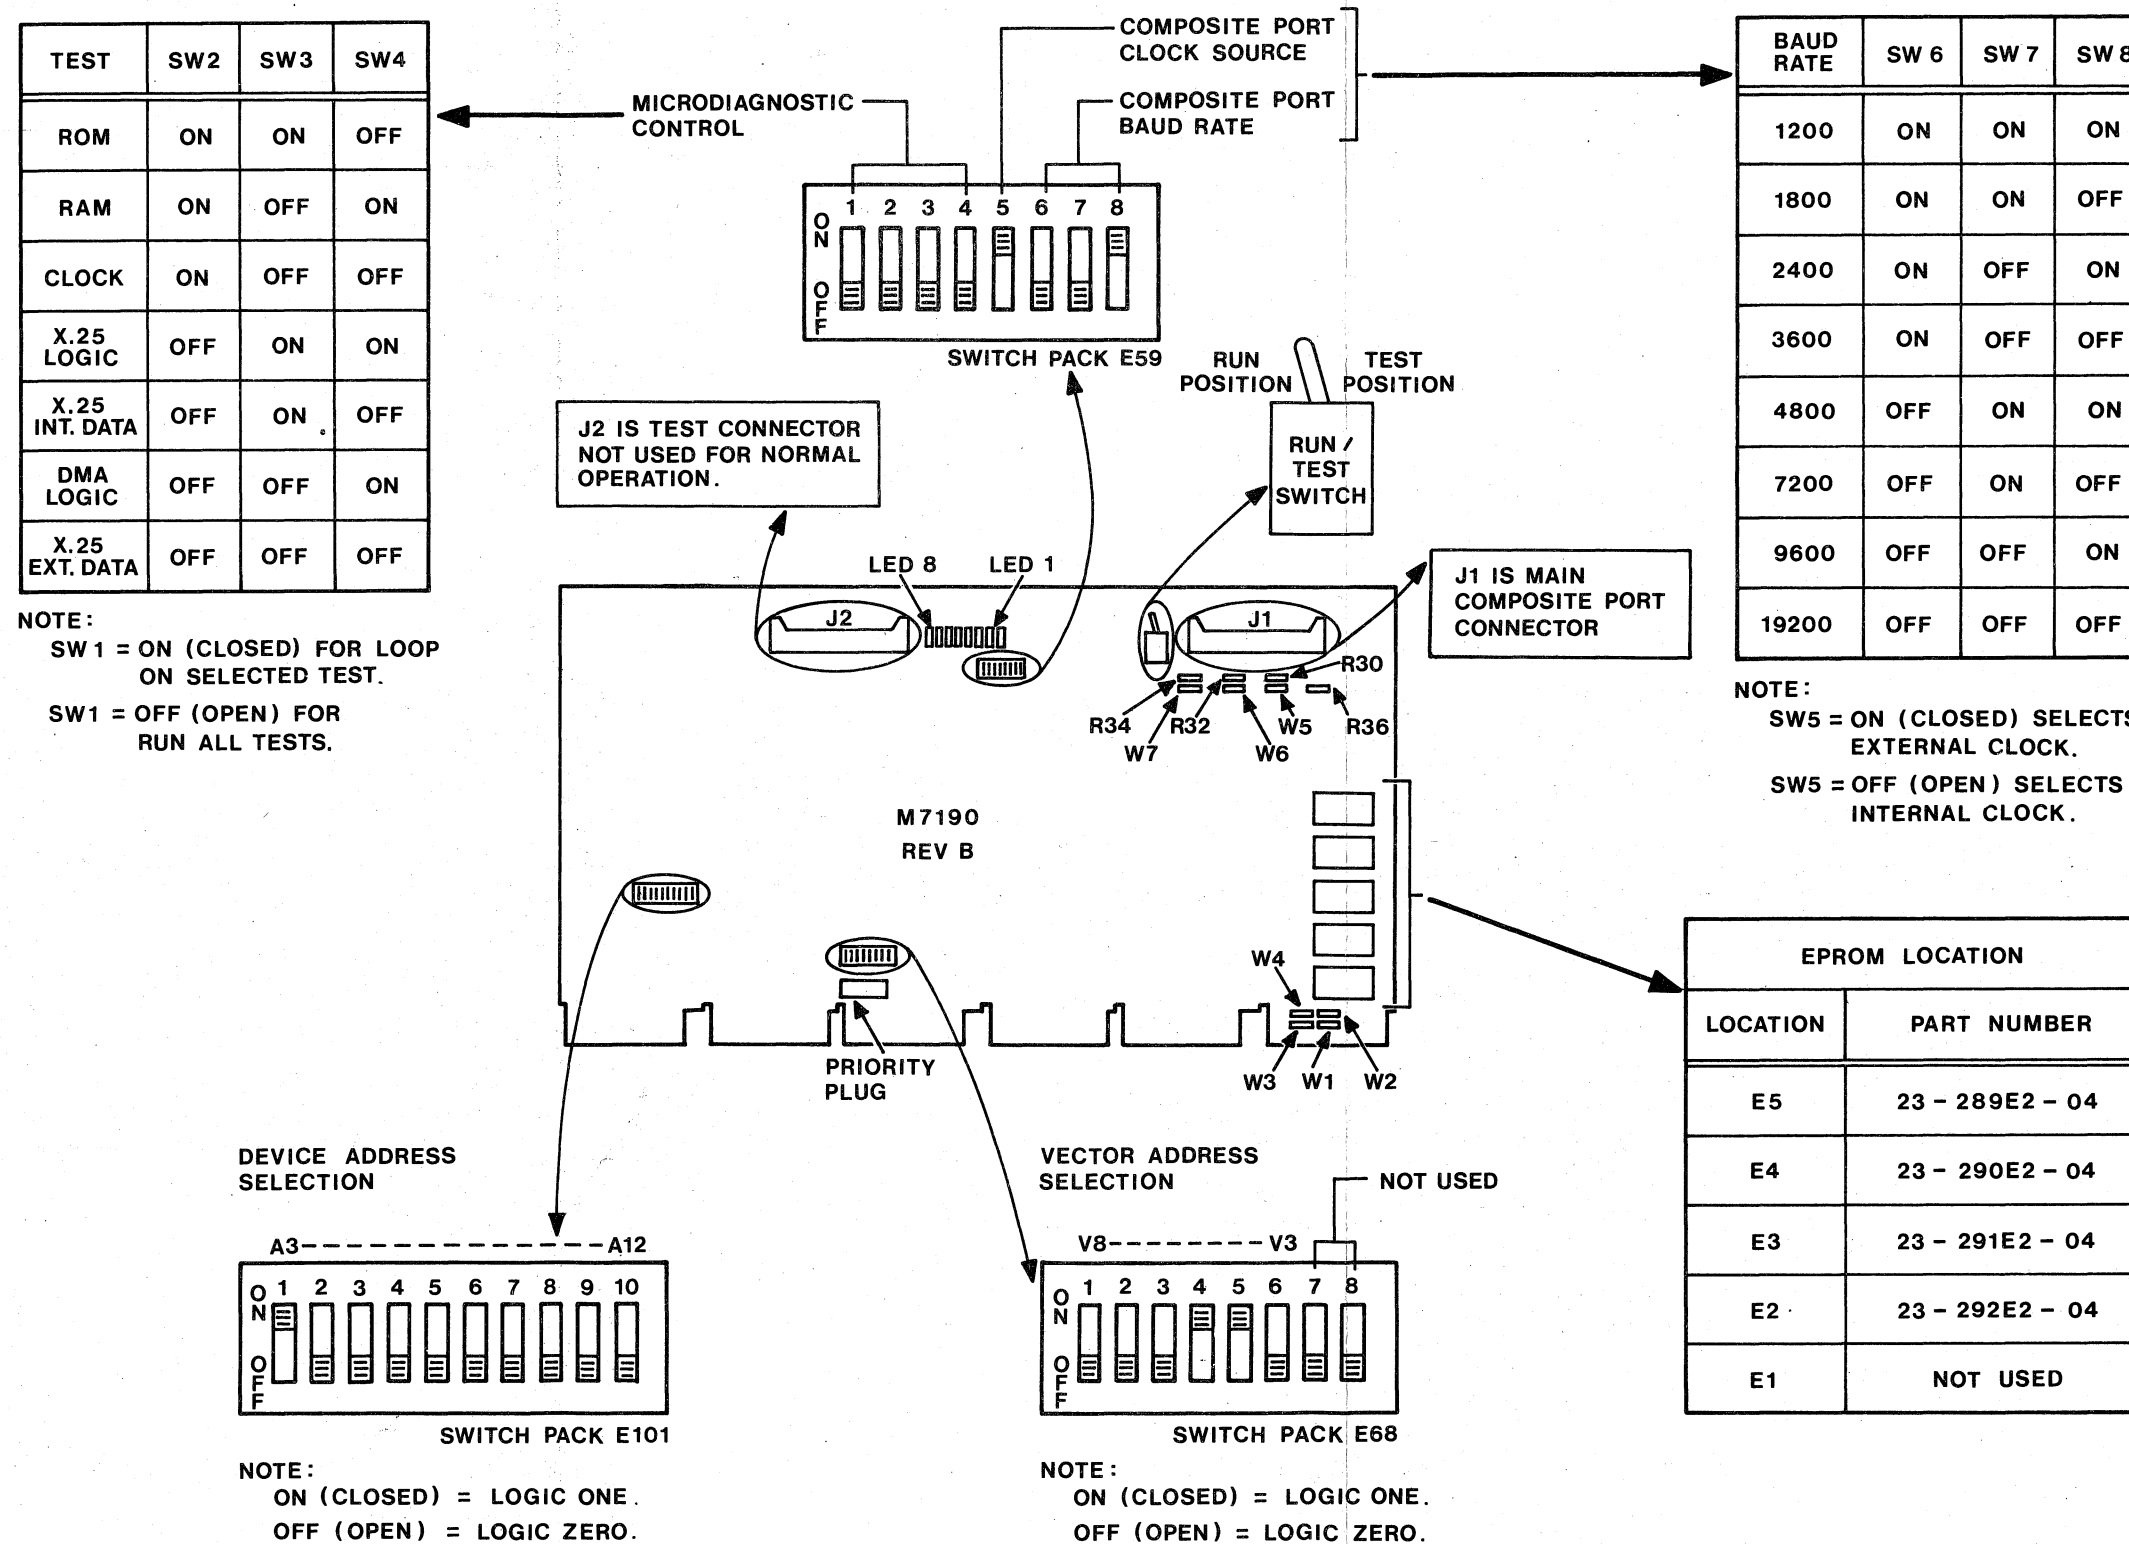 TEST SW2 SW3 SW4
ROM ON ON OFF
RAM ON OFF ON
CLOCK ON OFF OFF
X.25
LOGIC OFF ON ON
X.25
INT. DATA OFF ON OFF
DMA
LOGIC OFF OFF ON
X.25
EXT. DATA OFF OFF OFF
NOTE:
SW1 = ON (CLOSED) FOR LOOP
ON SELECTED TEST.
SW1 = OFF (OPEN) FOR
RUN ALL TESTS.
MICRODIAGNOSTIC
CONTROL
COMPOSITE PORT
CLOCK SOURCE
COMPOSITE PORT
BAUD RATE
1 2 3 4 5 6 7 8
ON
OFF
SWITCH PACK E59
RUN
POSITION
TEST
POSITION
RUN /
TEST
SWITCH
J2 IS TEST CONNECTOR
NOT USED FOR NORMAL
OPERATION.
LED 8 LED 1
J2
J1
J1 IS MAIN
COMPOSITE PORT
CONNECTOR
R30
R34 R32 W5 R36
W7 W6
M7190
REV B
W4
W3 W1 W2
PRIORITY
PLUG
BAUD
RATE SW 6 SW 7 SW 8
1200 ON ON ON
1800 ON ON OFF
2400 ON OFF ON
3600 ON OFF OFF
4800 OFF ON ON
7200 OFF ON OFF
9600 OFF OFF ON
19200 OFF OFF OFF
NOTE:
SW5 = ON (CLOSED) SELECTS
EXTERNAL CLOCK.
SW5 = OFF (OPEN) SELECTS
INTERNAL CLOCK.
EPROM LOCATION
LOCATION PART NUMBER
E5 23-289E2-04
E4 23-290E2-04
E3 23-291E2-04
E2 23-292E2-04
E1 NOT USED
DEVICE ADDRESS
SELECTION
A3--------------A12
1 2 3 4 5 6 7 8 9 10
ON
OFF
SWITCH PACK E101
NOTE:
ON (CLOSED) = LOGIC ONE.
OFF (OPEN) = LOGIC ZERO.
VECTOR ADDRESS
SELECTION
NOT USED
V8--------V3
1 2 3 4 5 6 7 8
ON
OFF
SWITCH PACK E68
NOTE:
ON (CLOSED) = LOGIC ONE.
OFF (OPEN) = LOGIC ZERO.